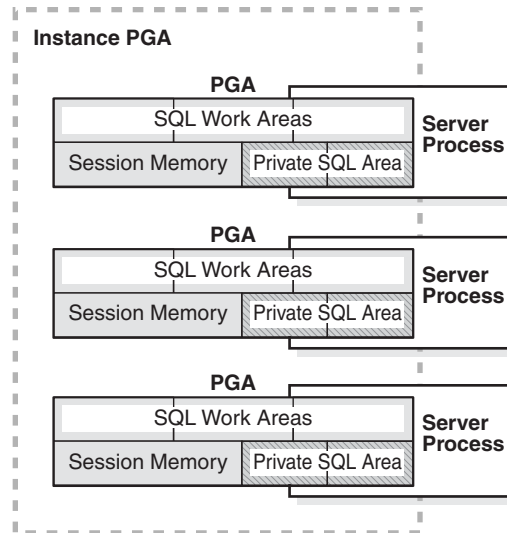 Instance PGA
PGA
SQL Work Areas
Session Memory
Private SQL Area
Server
Process
PGA
SQL Work Areas
Session Memory
Private SQL Area
Server
Process
PGA
SQL Work Areas
Session Memory
Private SQL Area
Server
Process